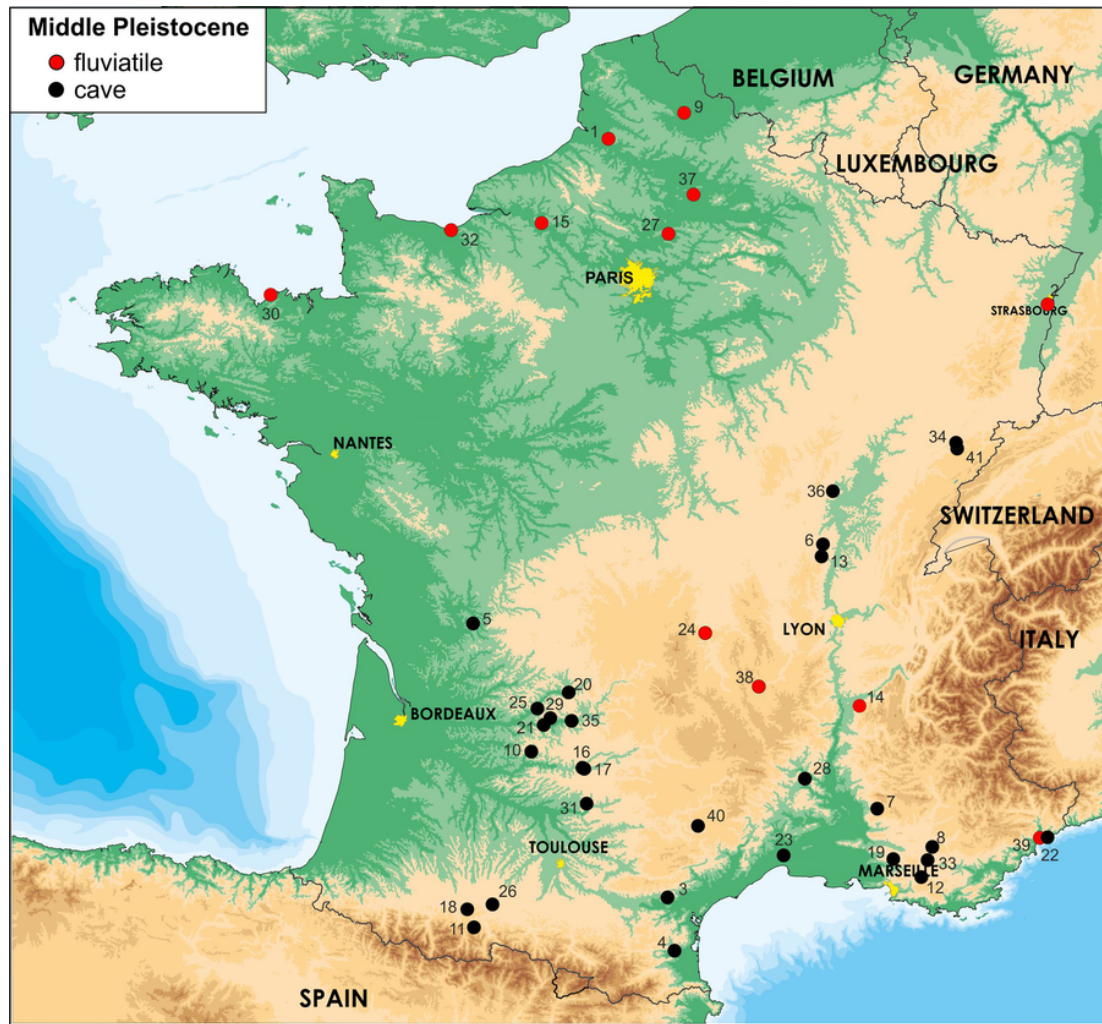 Middle Pleistocene
fluviatile
cave
BELGIUM
GERMANY
9
1
LUXEMBOURG
37
15
32
27
PARIS
2
STRASBOURG
30
34
NANTES
41
36
SWITZERLAND
6
13
5
LYON
24
ITALY
38
20
14
25
29
BORDEAUX
35
21
10
16
17
28
31
7
40
8
39
TOULOUSE
23
22
19
33
MARSEILLE
12
3
26
18
11
4
SPAIN